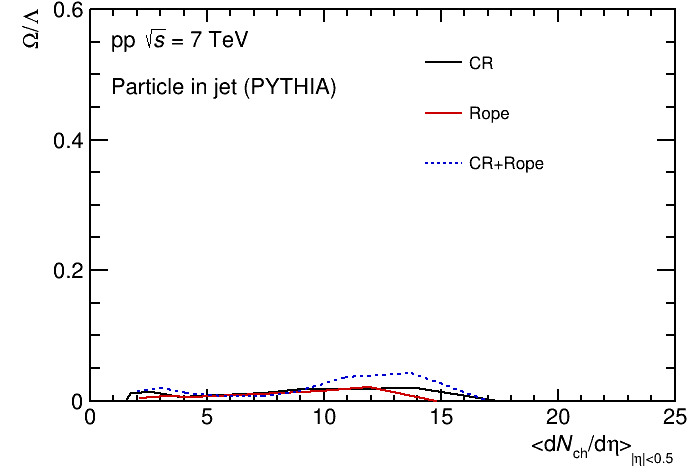 Ω/Λ
0.6
0.4
0.2
0
pp √s = 7 TeV
Particle in jet (PYTHIA)
CR
Rope
CR+Rope
0 5 10 15 20 25
<dNch/dη>|η|<0.5